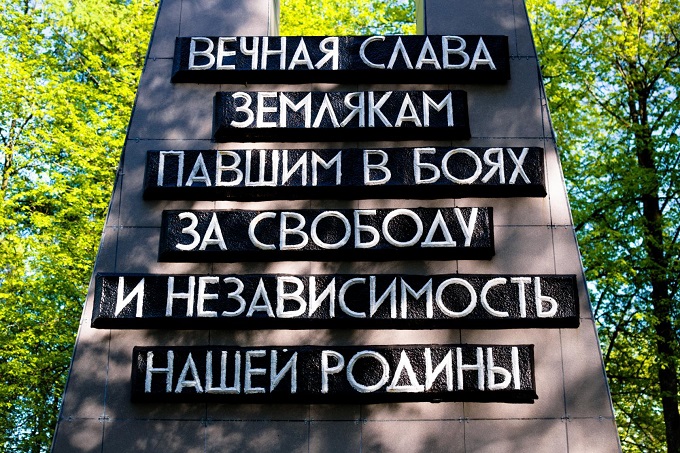 ВЕЧНАЯ СЛАВА
ЗЕМЛЯКАМ
ПАВШИМ В БОЯХ
ЗА СВОБОДУ
И НЕЗАВИСИМОСТЬ
НАШЕЙ РОДИНЫ